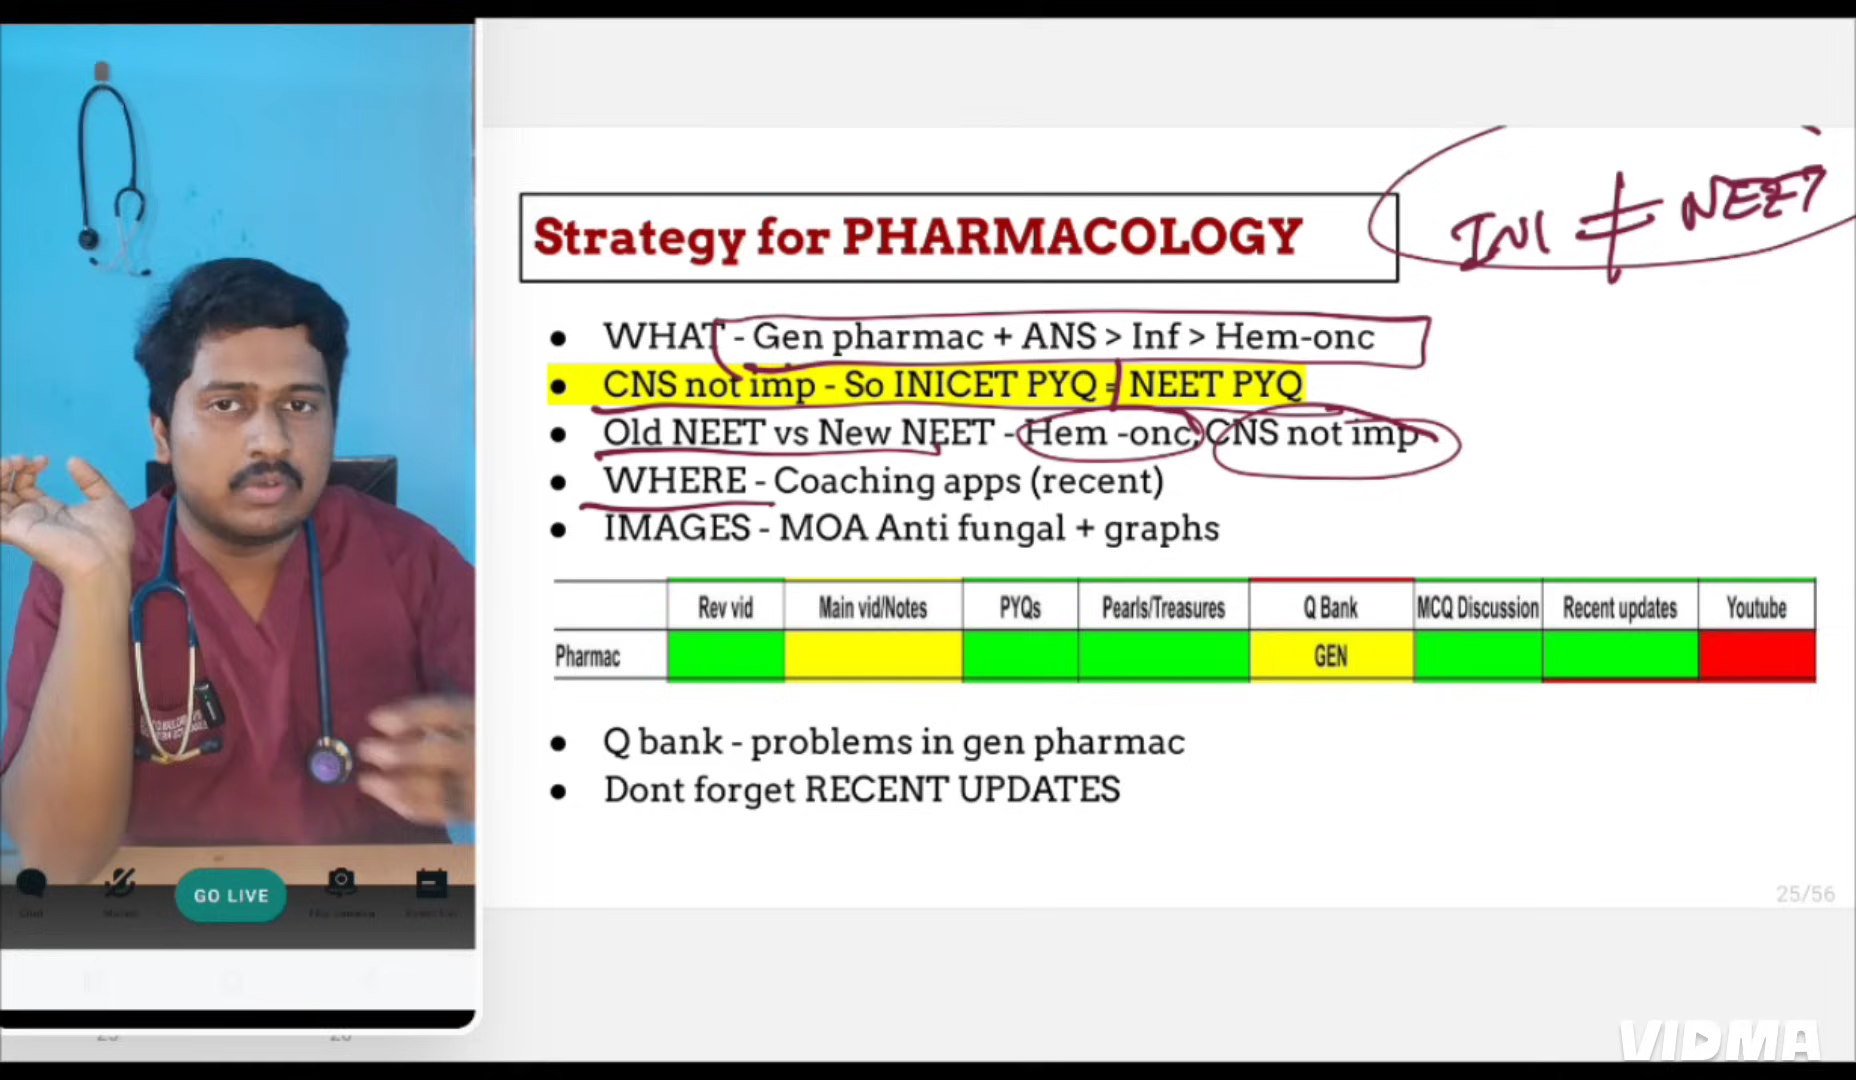 INI ≠ NEET
Strategy for PHARMACOLOGY
● WHAT - Gen pharmac + ANS > Inf > Hem-onc
● CNS not imp - So INICET PYQ = NEET PYQ
● Old NEET vs New NEET - Hem -onc, CNS not imp
● WHERE - Coaching apps (recent)
● IMAGES - MOA Anti fungal + graphs
Rev vid Main vid/Notes PYQs Pearls/Treasures Q Bank MCQ Discussion Recent updates Youtube
Pharmac GEN
● Q bank - problems in gen pharmac
● Dont forget RECENT UPDATES
GO LIVE
25/56
VIDMA